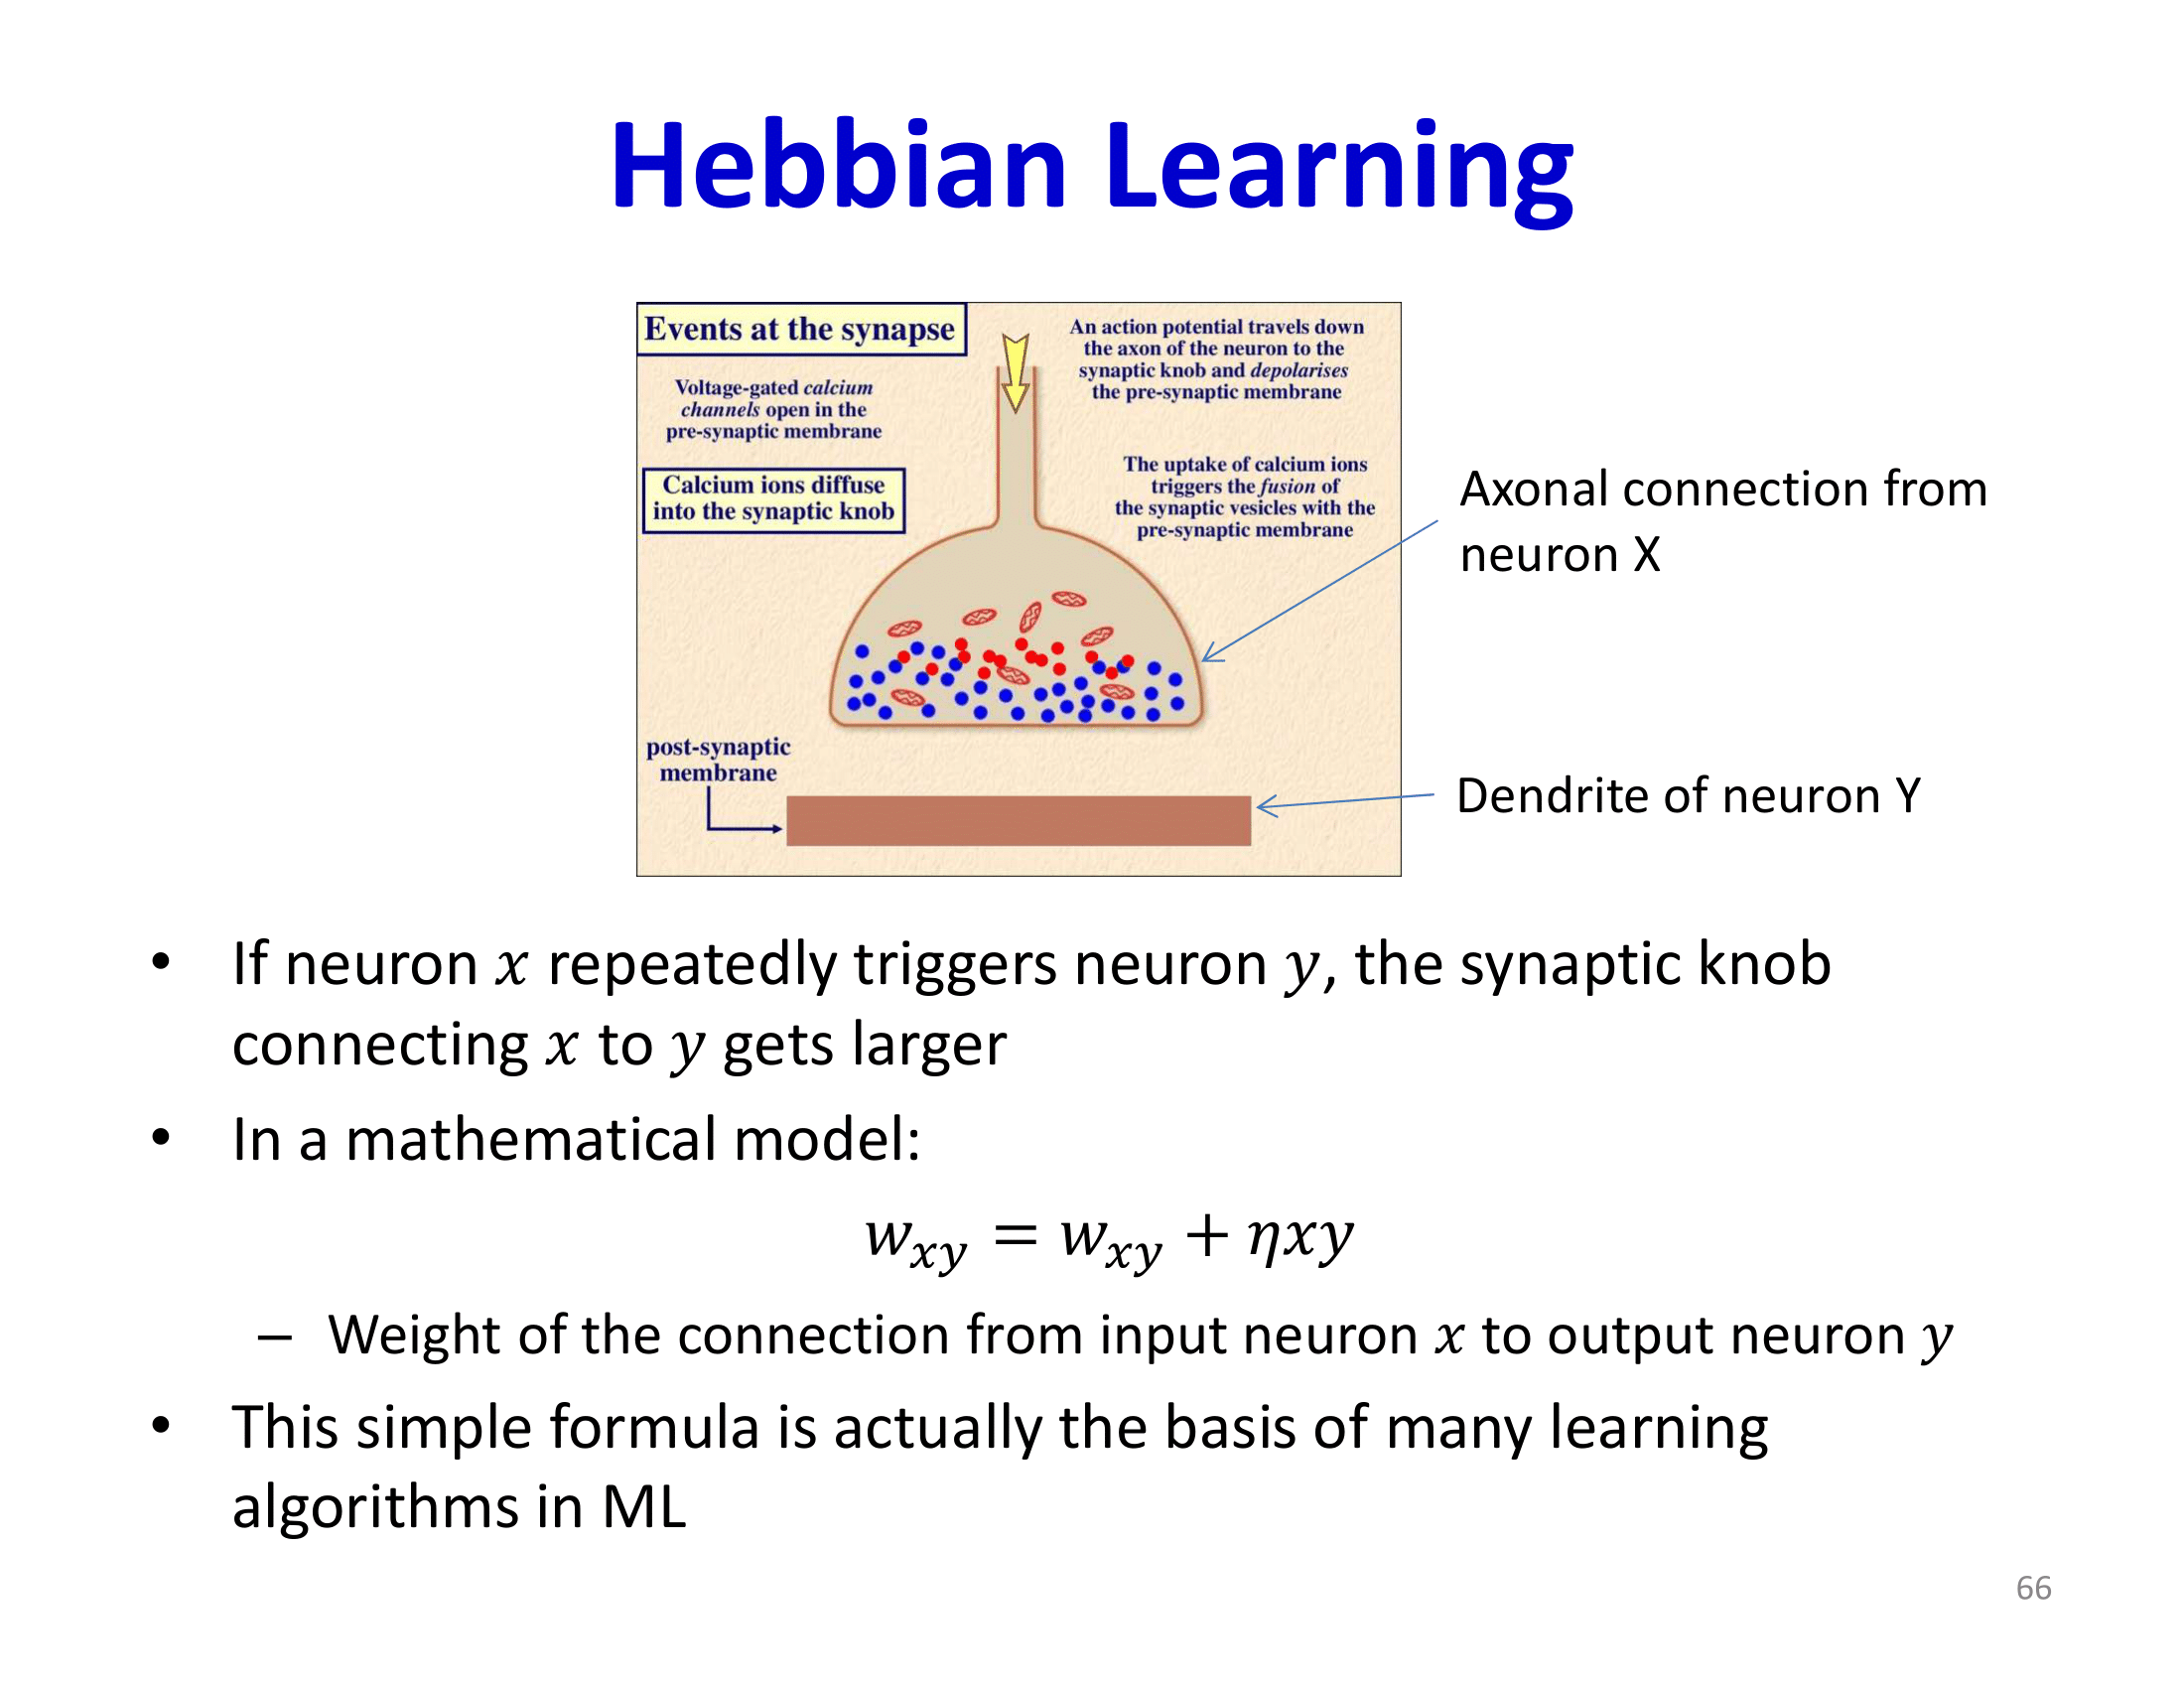 Hebbian Learning
Events at the synapse
An action potential travels down
the axon of the neuron to the
synaptic knob and depolarises
the pre-synaptic membrane
Voltage-gated calcium
channels open in the
pre-synaptic membrane
The uptake of calcium ions
triggers the fusion of
the synaptic vesicles with the
pre-synaptic membrane
Calcium ions diffuse
into the synaptic knob
Axonal connection from
neuron X
post-synaptic
membrane
Dendrite of neuron Y
• If neuron x repeatedly triggers neuron y, the synaptic knob
connecting x to y gets larger
• In a mathematical model:
w_{xy} = w_{xy} + ηxy
– Weight of the connection from input neuron x to output neuron y
• This simple formula is actually the basis of many learning
algorithms in ML
66